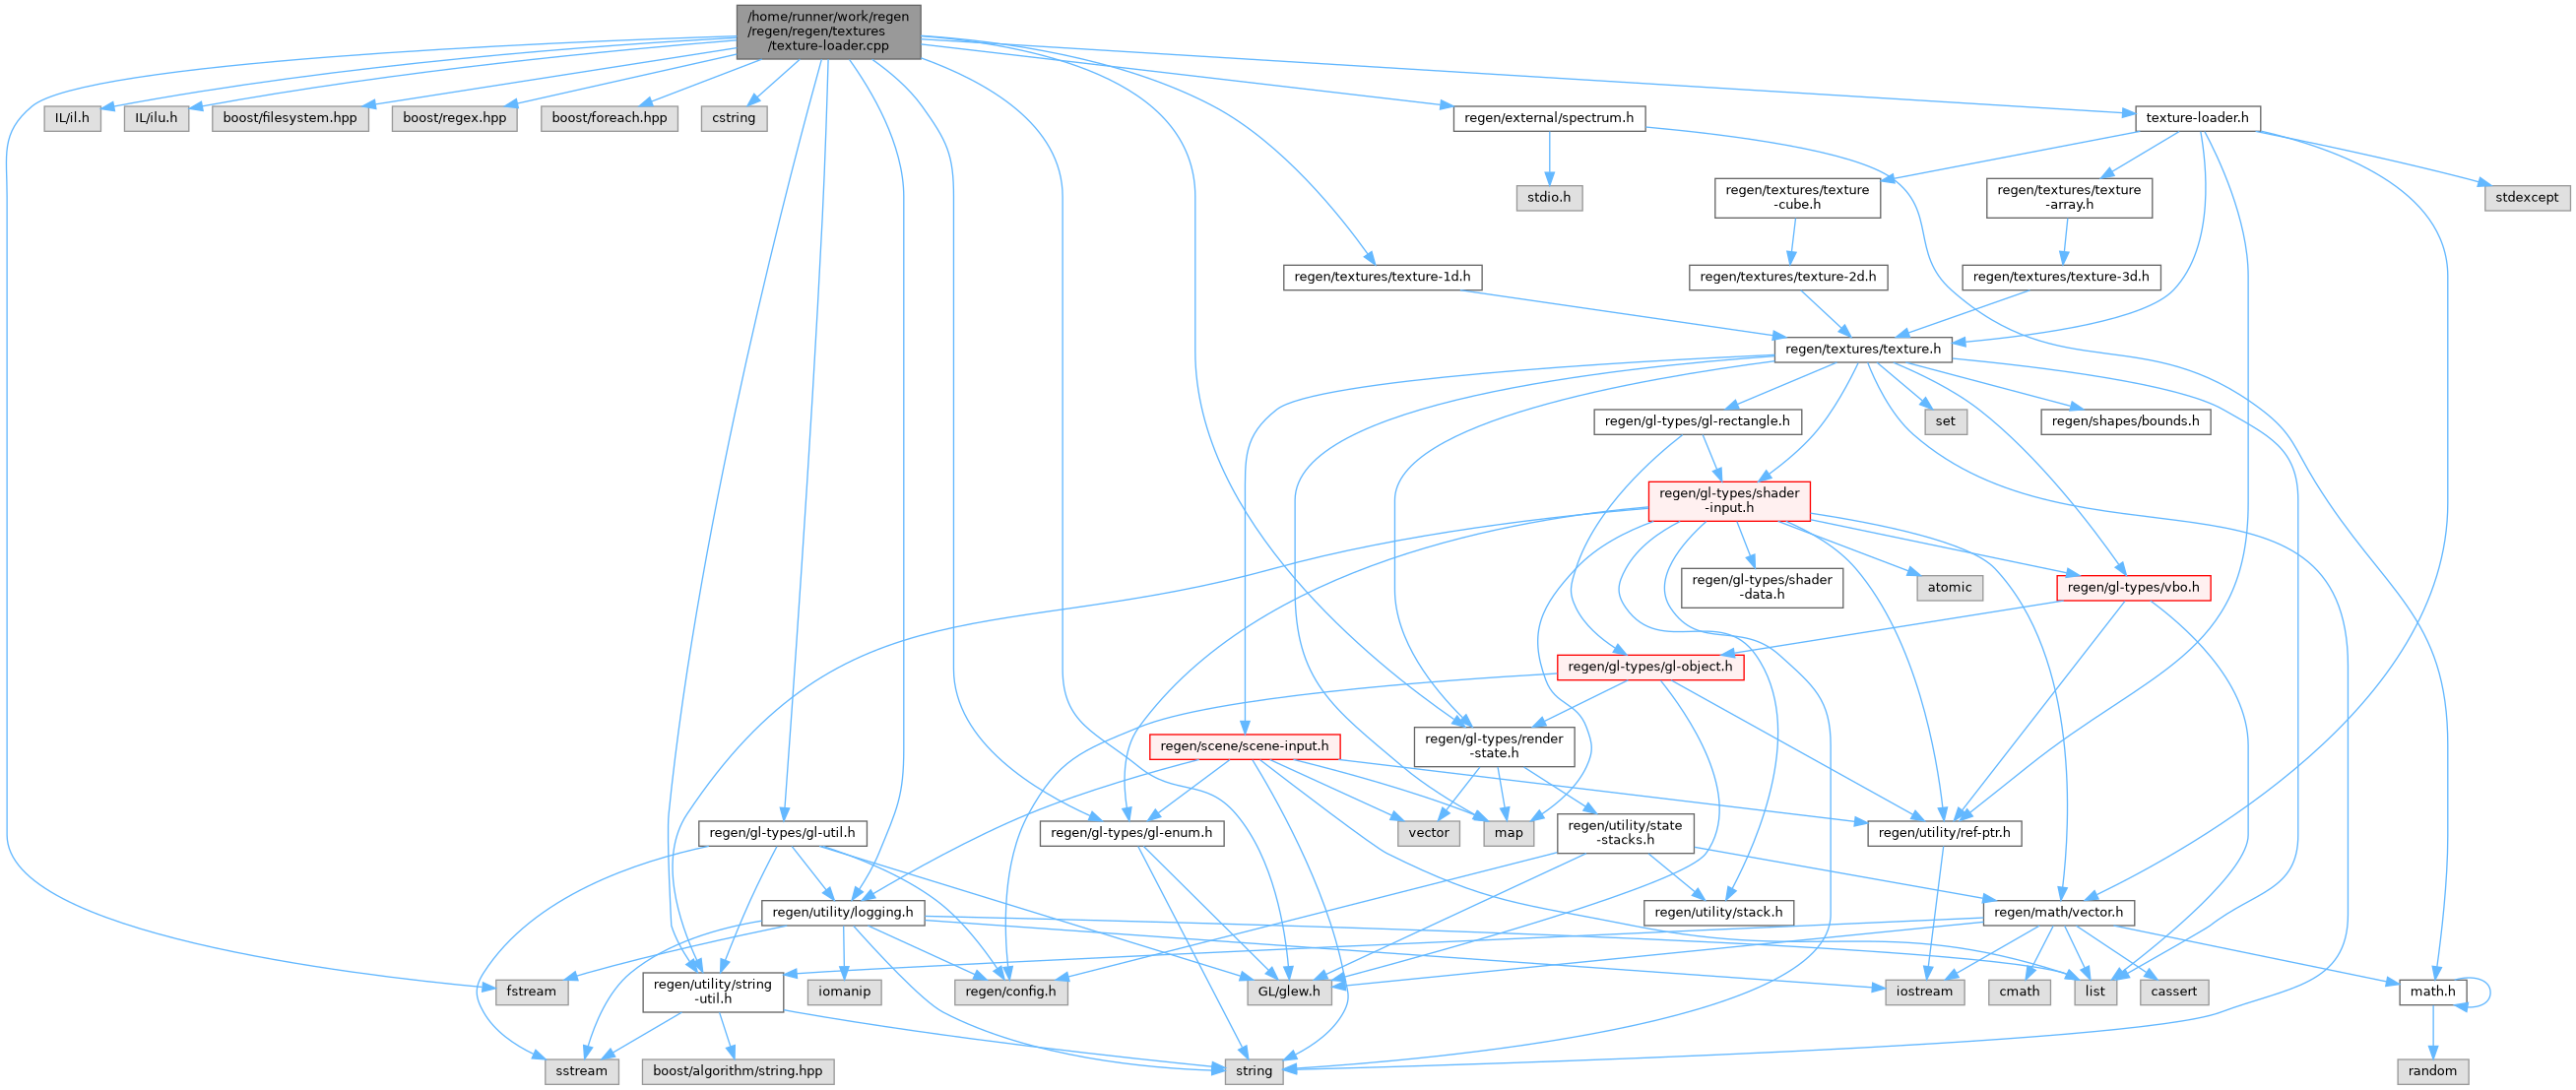 /home/runner/work/regen
/regen/regen/textures
/texture-loader.cpp
IL/il.h
IL/ilu.h
boost/filesystem.hpp
boost/regex.hpp
boost/foreach.hpp
cstring
regen/external/spectrum.h
texture-loader.h
stdio.h
regen/textures/texture
-cube.h
regen/textures/texture
-array.h
stdexcept
regen/textures/texture-1d.h
regen/textures/texture-2d.h
regen/textures/texture-3d.h
regen/textures/texture.h
regen/gl-types/gl-rectangle.h
set
regen/shapes/bounds.h
regen/gl-types/shader
-input.h
regen/gl-types/shader
-data.h
atomic
regen/gl-types/vbo.h
regen/gl-types/gl-object.h
regen/scene/scene-input.h
regen/gl-types/render
-state.h
regen/gl-types/gl-util.h
regen/gl-types/gl-enum.h
vector
map
regen/utility/state
-stacks.h
regen/utility/ref-ptr.h
regen/utility/logging.h
regen/utility/stack.h
regen/math/vector.h
fstream
regen/utility/string
-util.h
iomanip
regen/config.h
GL/glew.h
iostream
cmath
list
cassert
math.h
sstream
boost/algorithm/string.hpp
string
random